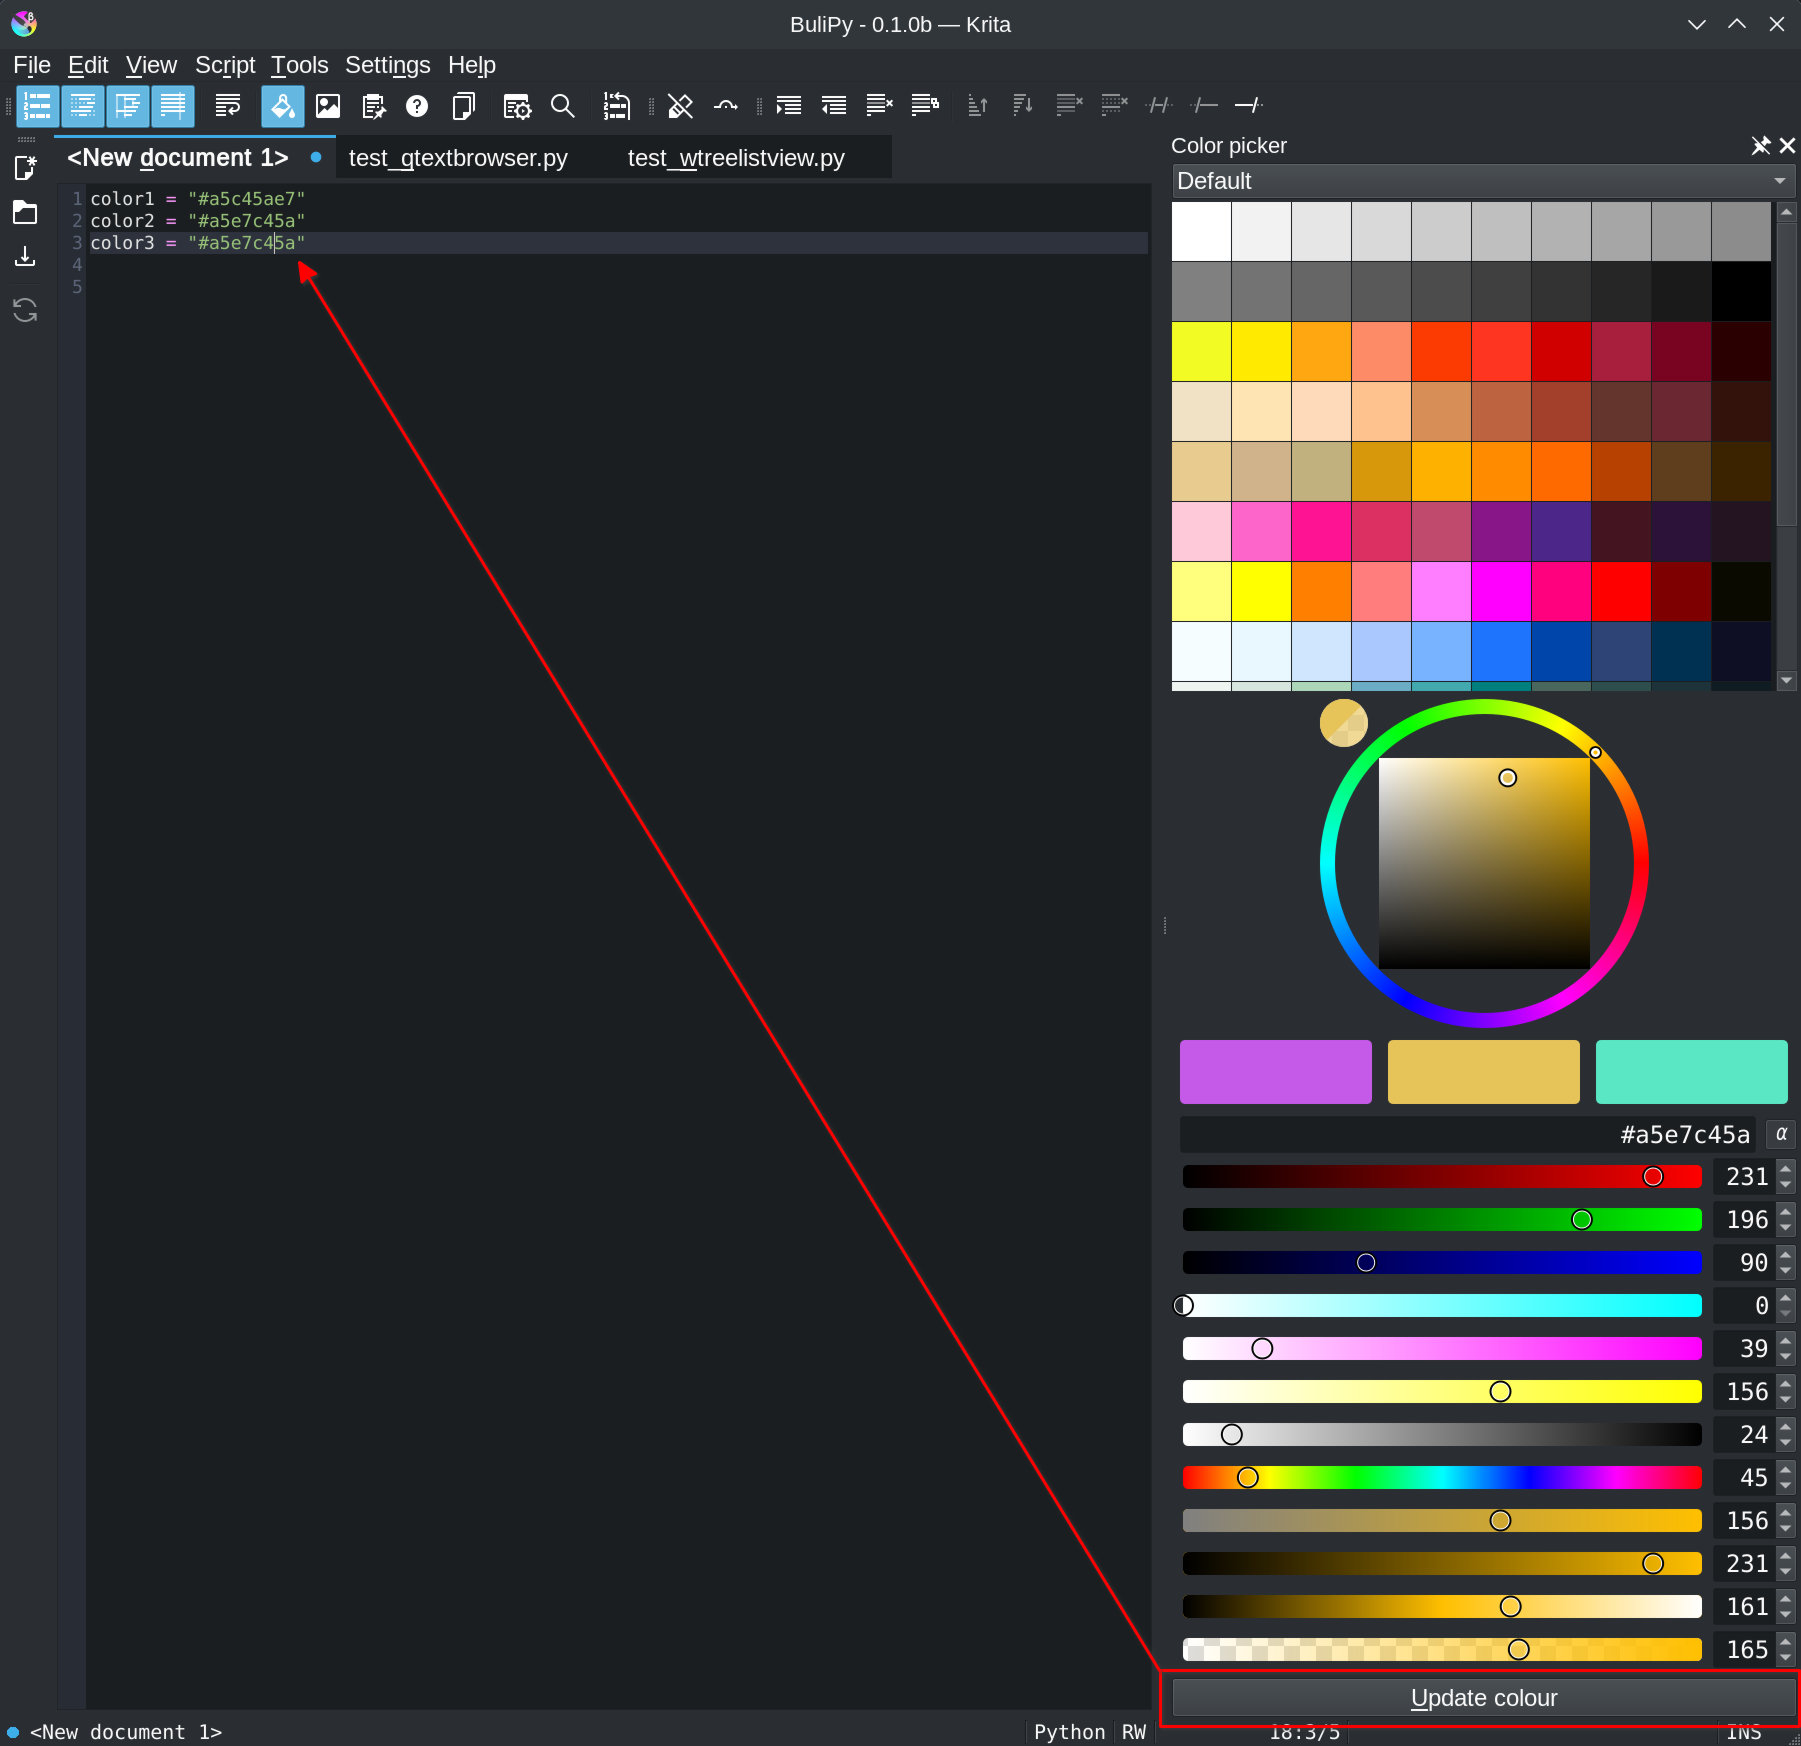 BuliPy - 0.1.0b — Krita
File Edit View Script Tools Settings Help
<New document 1> test_qtextbrowser.py test_wtreelistview.py
1 color1 = "#a5c45ae7"
2 color2 = "#a5e7c45a"
3 color3 = "#a5e7c45a"
4
5
Color picker
Default
#a5e7c45a α
231
196
90
0
39
156
24
45
156
231
161
165
Update colour
<New document 1> Python RW 18:3/5 INS